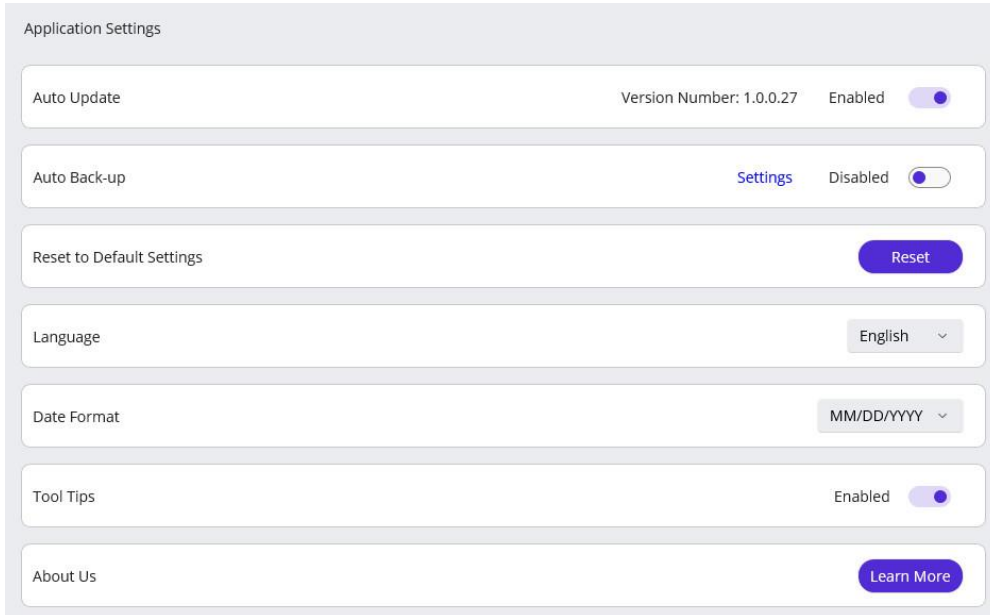 Application Settings
Auto Update Version Number: 1.0.0.27 Enabled
Auto Back-up Settings Disabled
Reset to Default Settings Reset
Language English
Date Format MM/DD/YYYY
Tool Tips Enabled
About Us Learn More